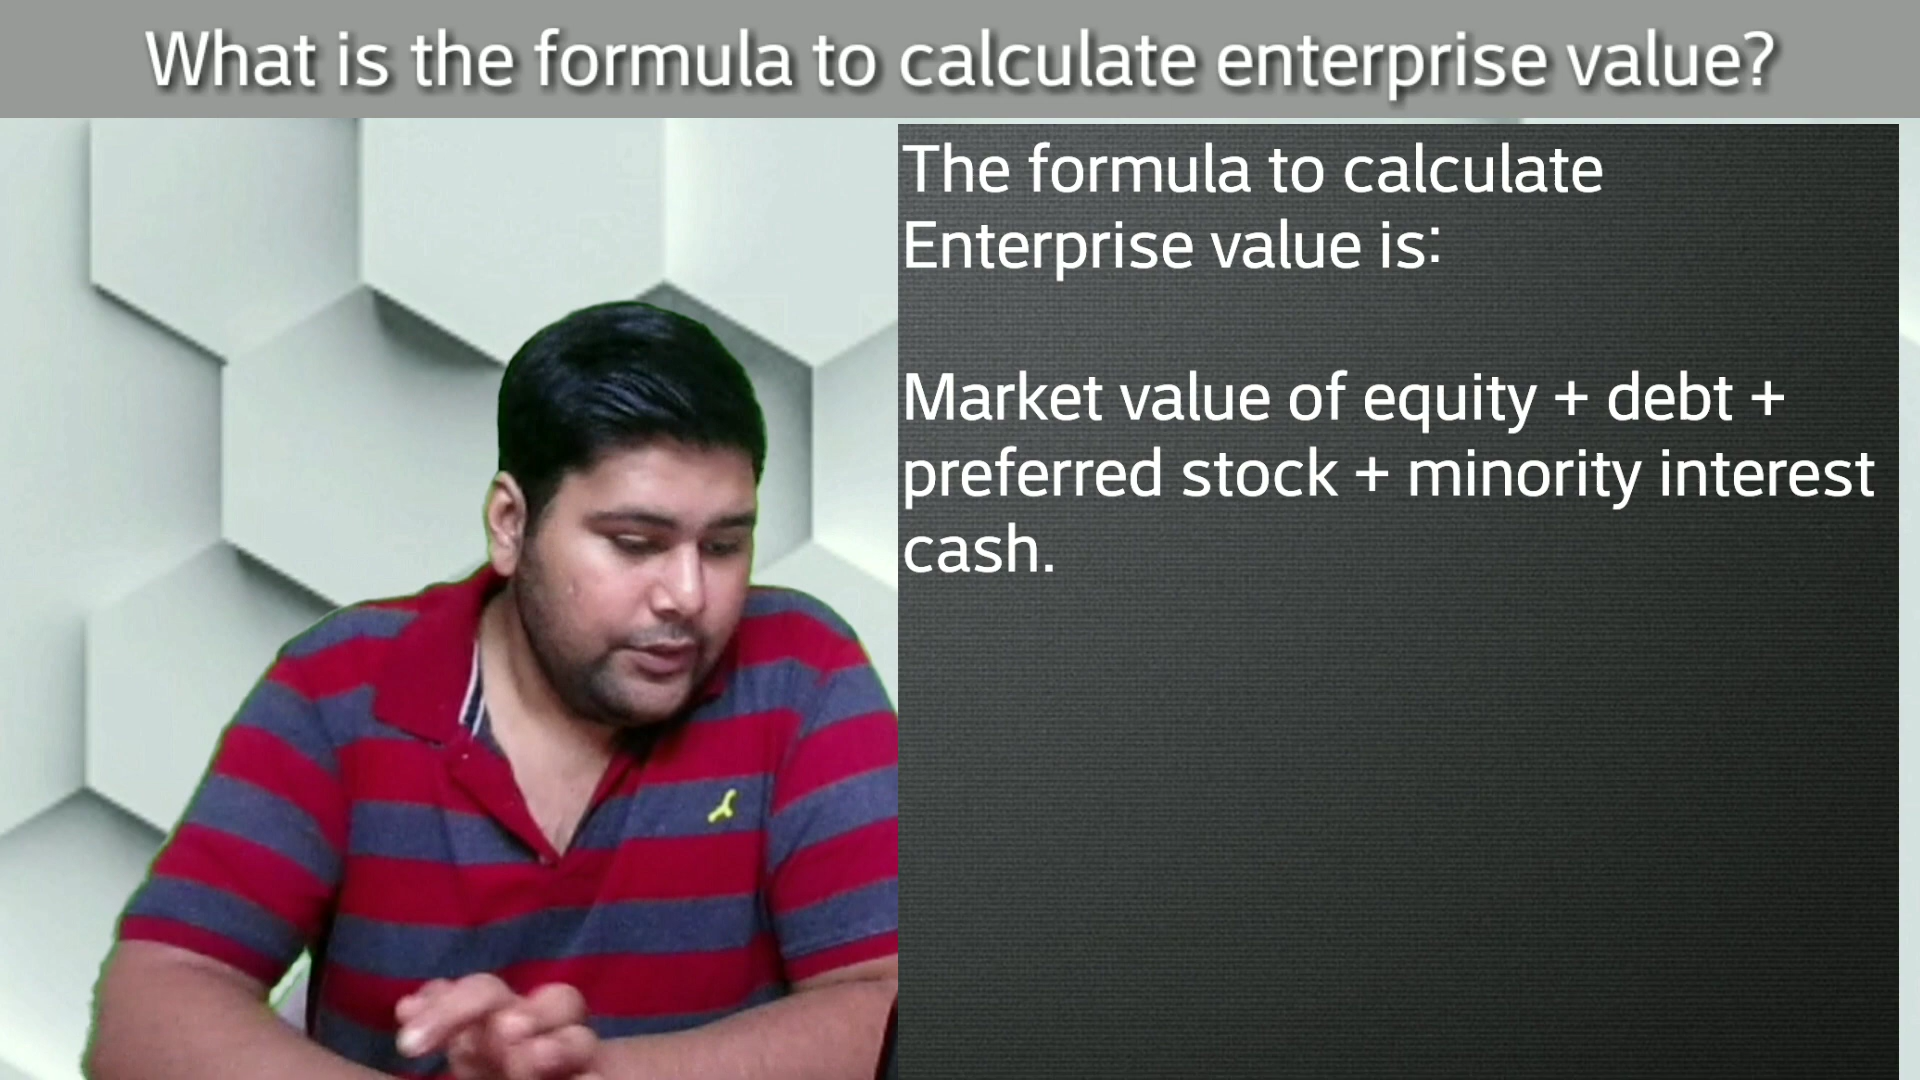 What is the formula to calculate enterprise value?
The formula to calculate
Enterprise value is:
Market value of equity + debt +
preferred stock + minority interest
cash.